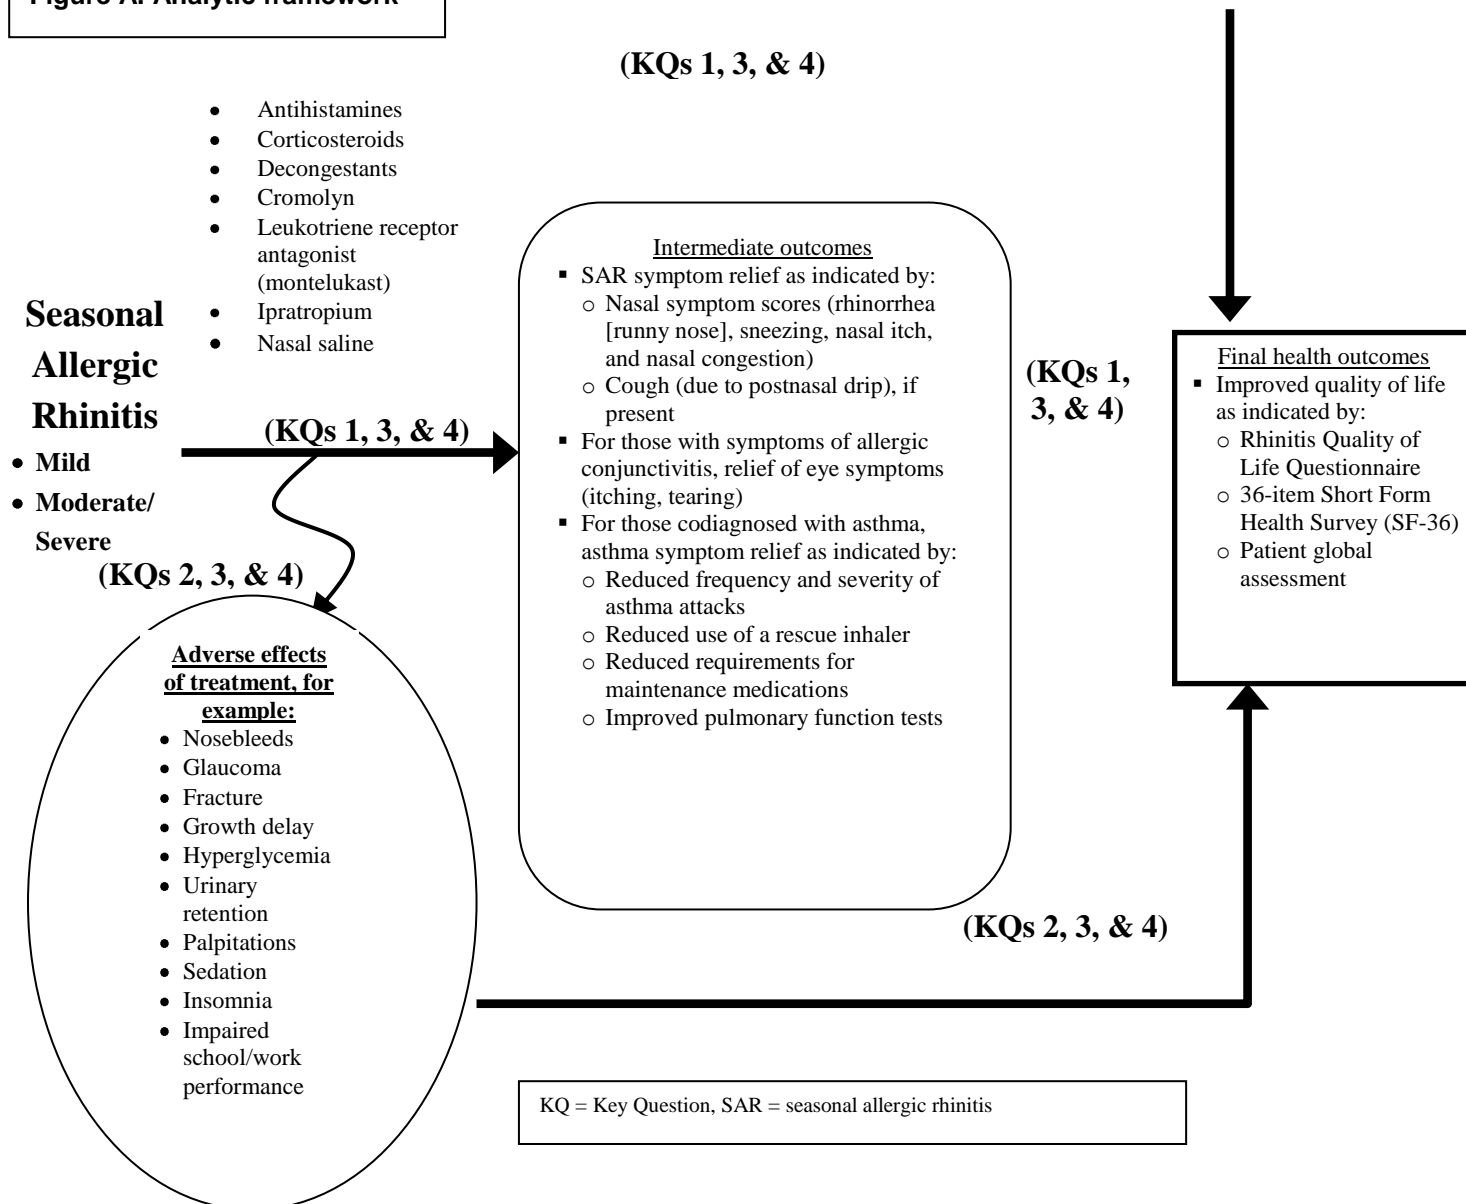 Figure A. Analytic framework
(KQs 1, 3, & 4)
• Antihistamines
• Corticosteroids
• Decongestants
• Cromolyn
• Leukotriene receptor
antagonist
(montelukast)
• Ipratropium
• Nasal saline
Seasonal
Allergic
Rhinitis
• Mild
• Moderate/
Severe
(KQs 1, 3, & 4)
(KQs 2, 3, & 4)
Adverse effects
of treatment, for
example:
• Nosebleeds
• Glaucoma
• Fracture
• Growth delay
• Hyperglycemia
• Urinary
retention
• Palpitations
• Sedation
• Insomnia
• Impaired
school/work
performance
Intermediate outcomes
▪ SAR symptom relief as indicated by:
o Nasal symptom scores (rhinorrhea
[runny nose], sneezing, nasal itch,
and nasal congestion)
o Cough (due to postnasal drip), if
present
▪ For those with symptoms of allergic
conjunctivitis, relief of eye symptoms
(itching, tearing)
▪ For those codiagnosed with asthma,
asthma symptom relief as indicated by:
o Reduced frequency and severity of
asthma attacks
o Reduced use of a rescue inhaler
o Reduced requirements for
maintenance medications
o Improved pulmonary function tests
(KQs 1,
3, & 4)
Final health outcomes
▪ Improved quality of life
as indicated by:
o Rhinitis Quality of
Life Questionnaire
o 36-item Short Form
Health Survey (SF-36)
o Patient global
assessment
(KQs 2, 3, & 4)
KQ = Key Question, SAR = seasonal allergic rhinitis